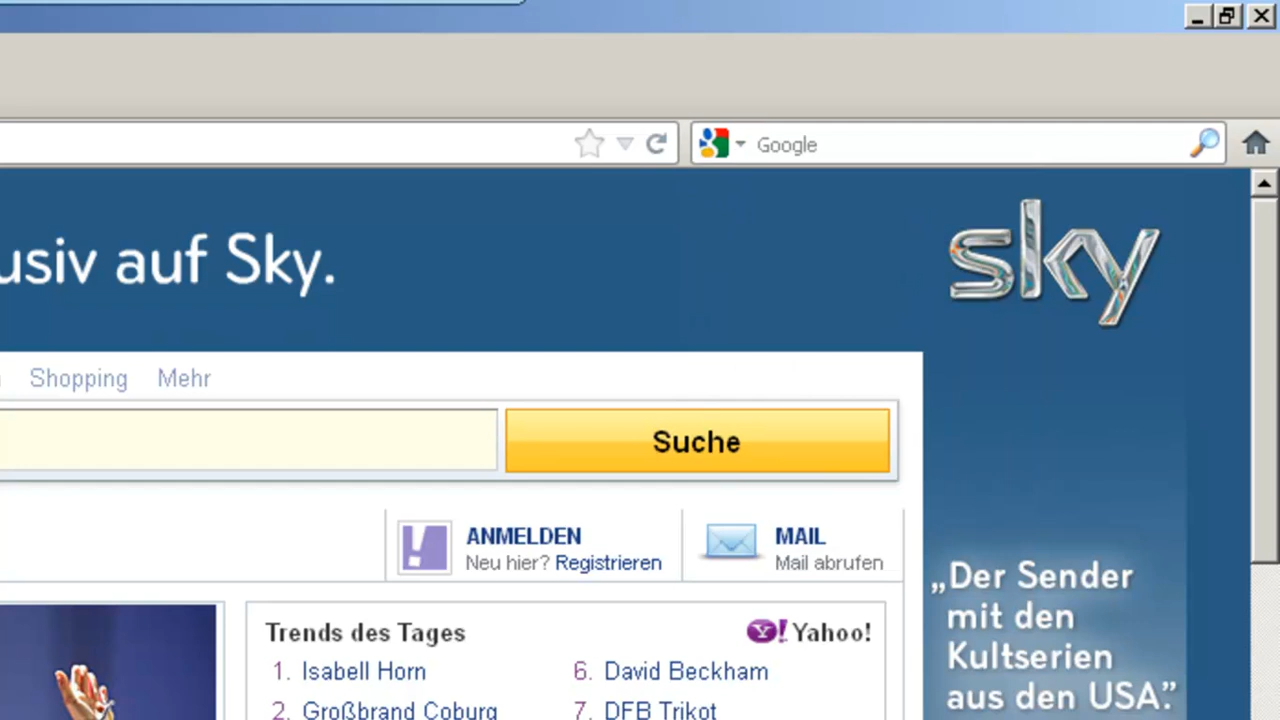 Google
sky
usiv auf Sky.
Shopping Mehr
Suche
ANMELDEN
Neu hier? Registrieren
MAIL
Mail abrufen
„Der Sender
mit den
Kultserien
aus den USA.”
Trends des Tages
Y! Yahoo!
1. Isabell Horn
6. David Beckham
2. Großbrand Coburg
7. DFB Trikot